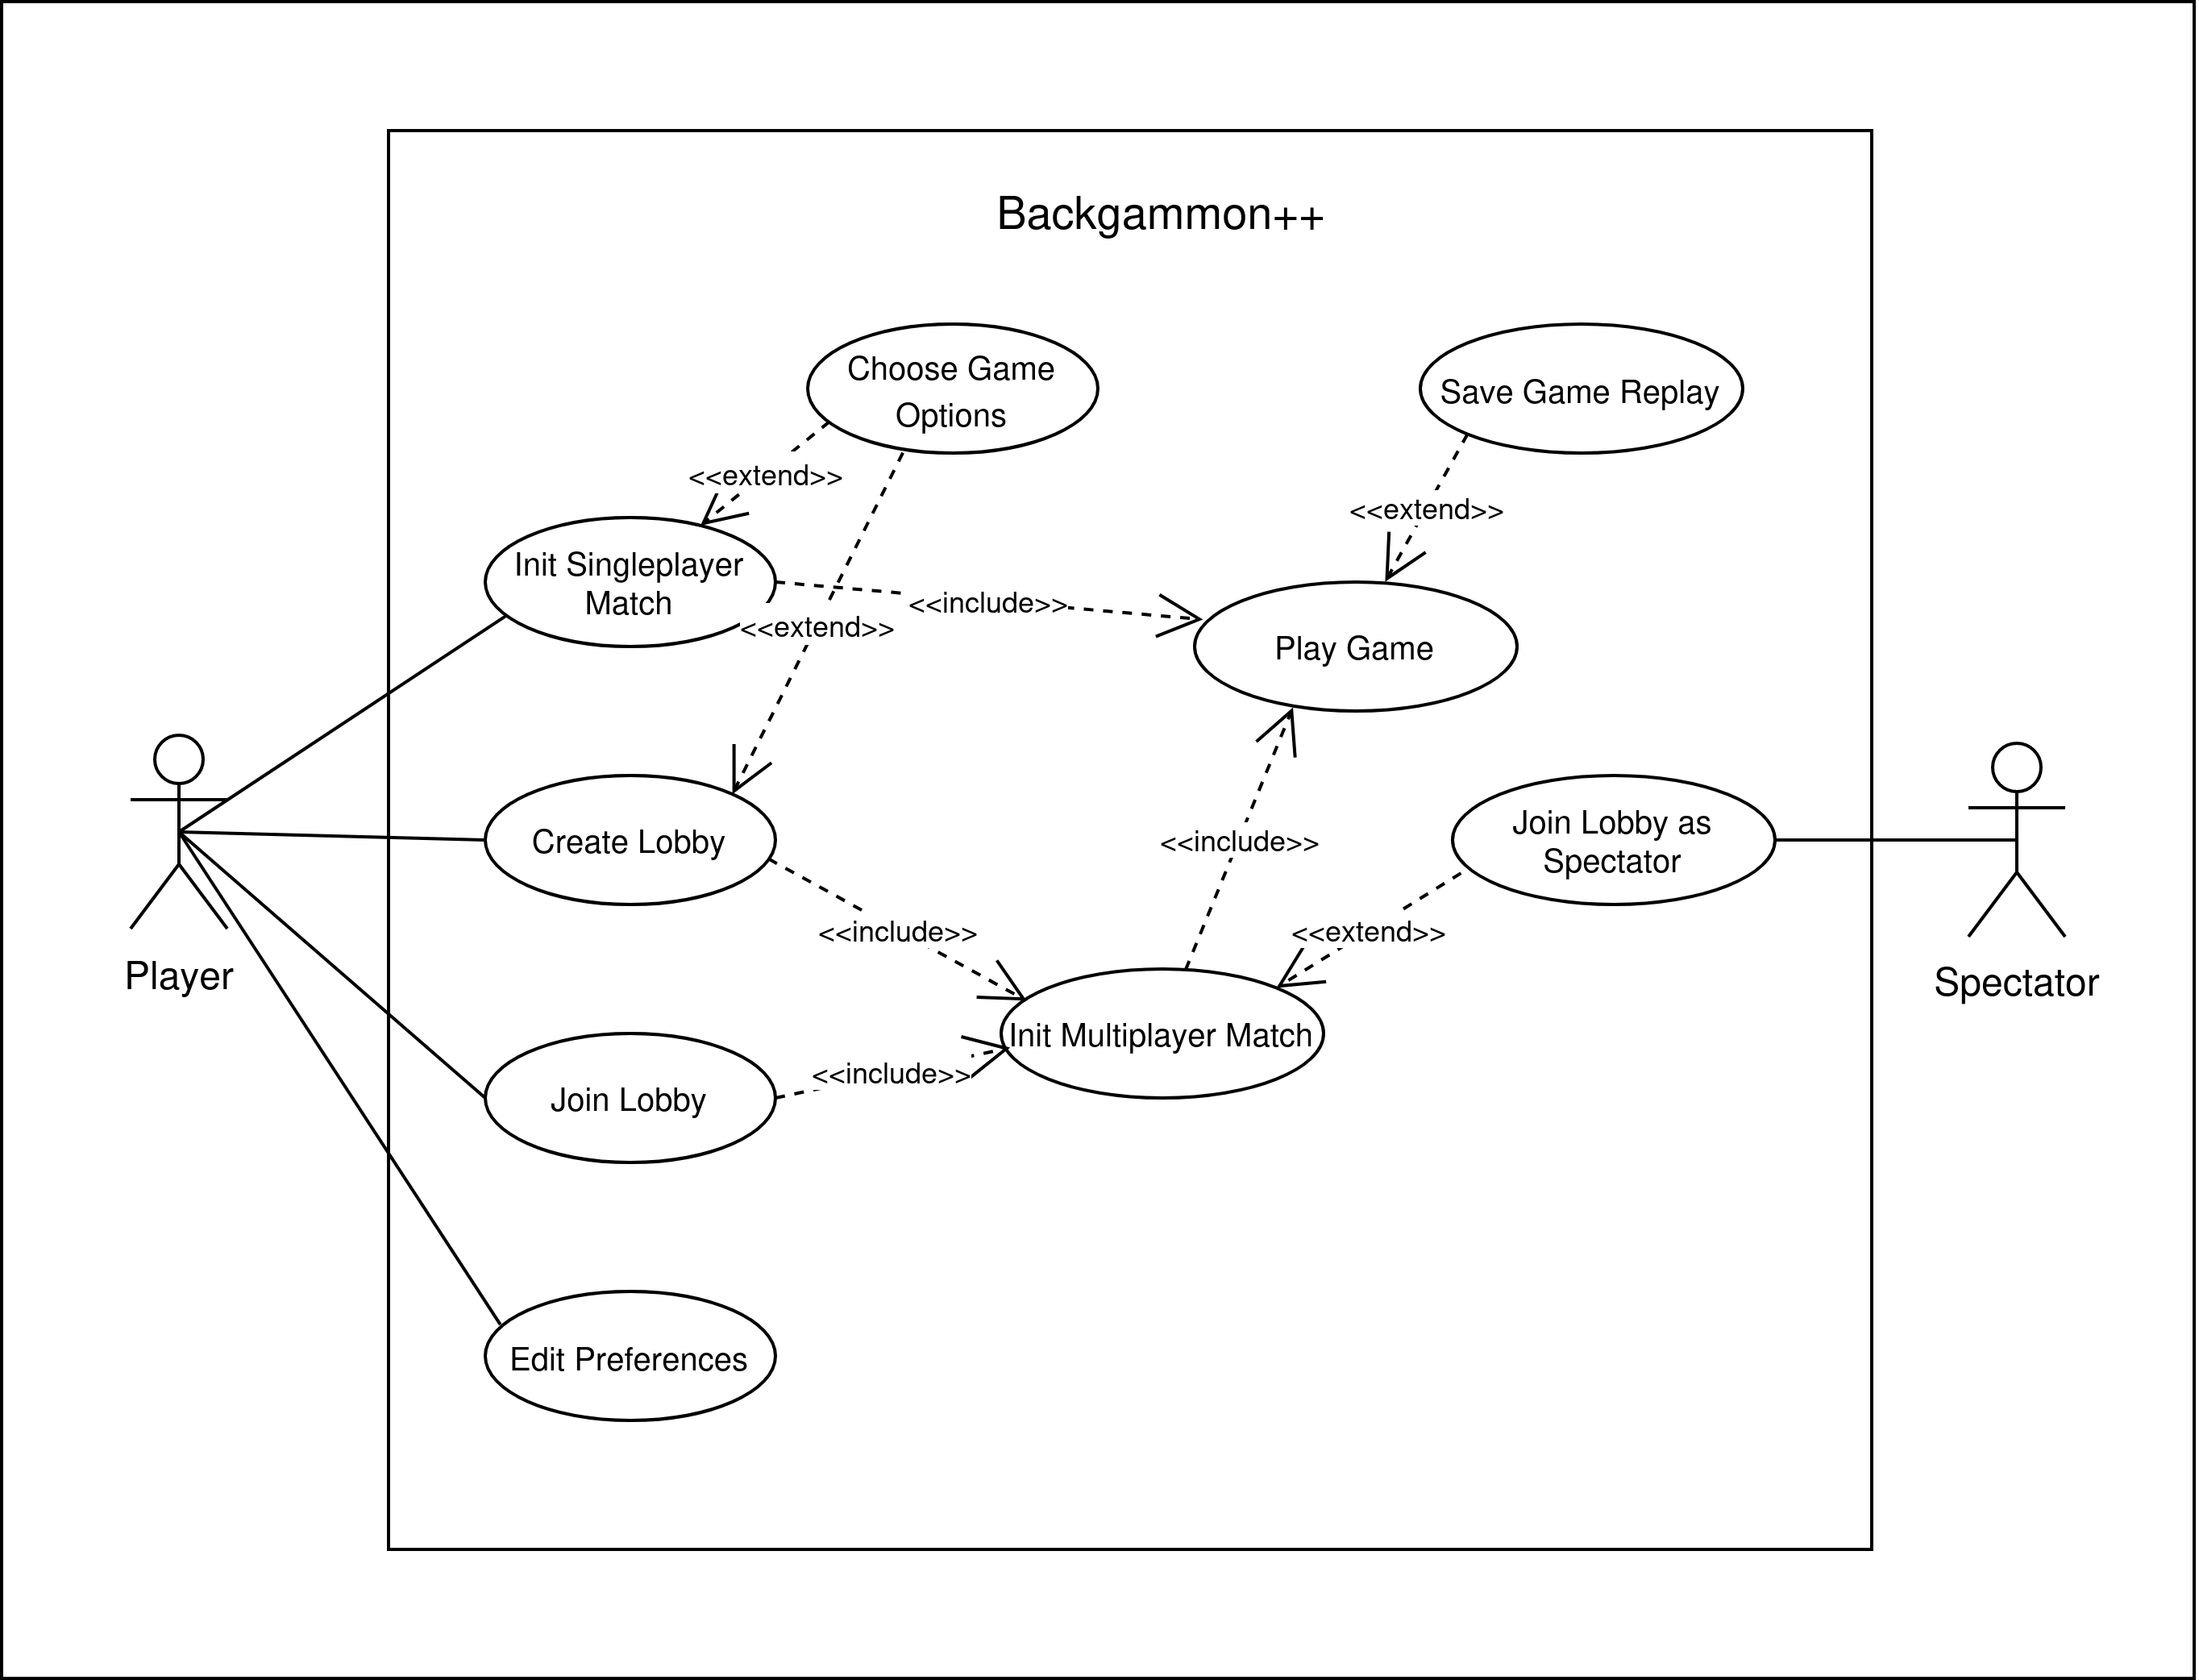 Backgammon++
Choose Game
Options
Save Game Replay
<<extend>>
<<extend>>
Init Singleplayer
Match
<<include>>
<<extend>>
Play Game
Create Lobby
<<include>>
Join Lobby as
Spectator
<<include>>
<<extend>>
Player
Spectator
Init Multiplayer Match
<<include>>
Join Lobby
Edit Preferences